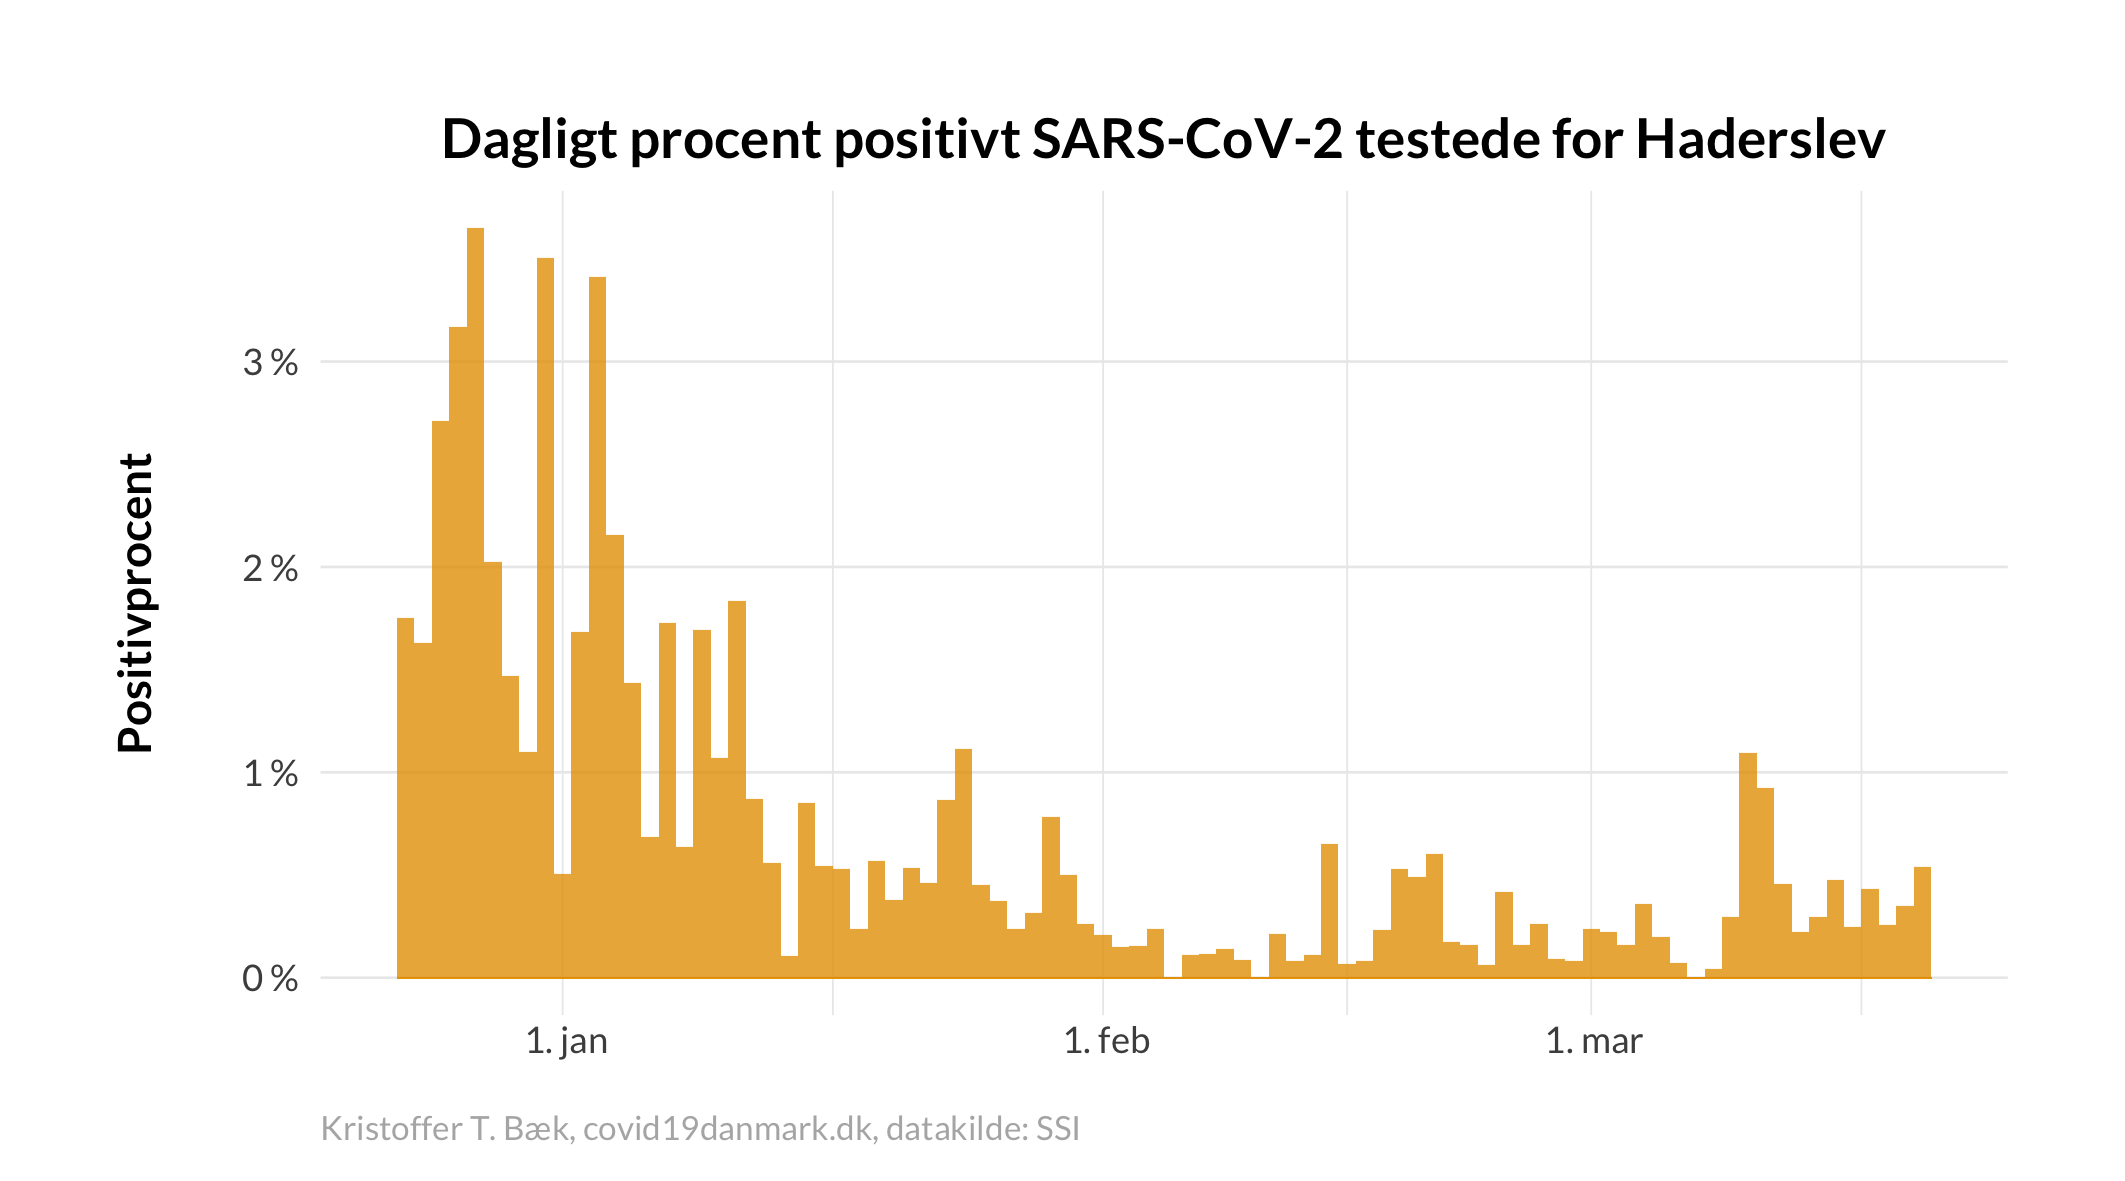 Dagligt procent positivt SARS-CoV-2 testede for Haderslev
Positivprocent
3 %
2 %
1 %
0 %
1. jan
1. feb
1. mar
Kristoffer T. Bæk, covid19danmark.dk, datakilde: SSI